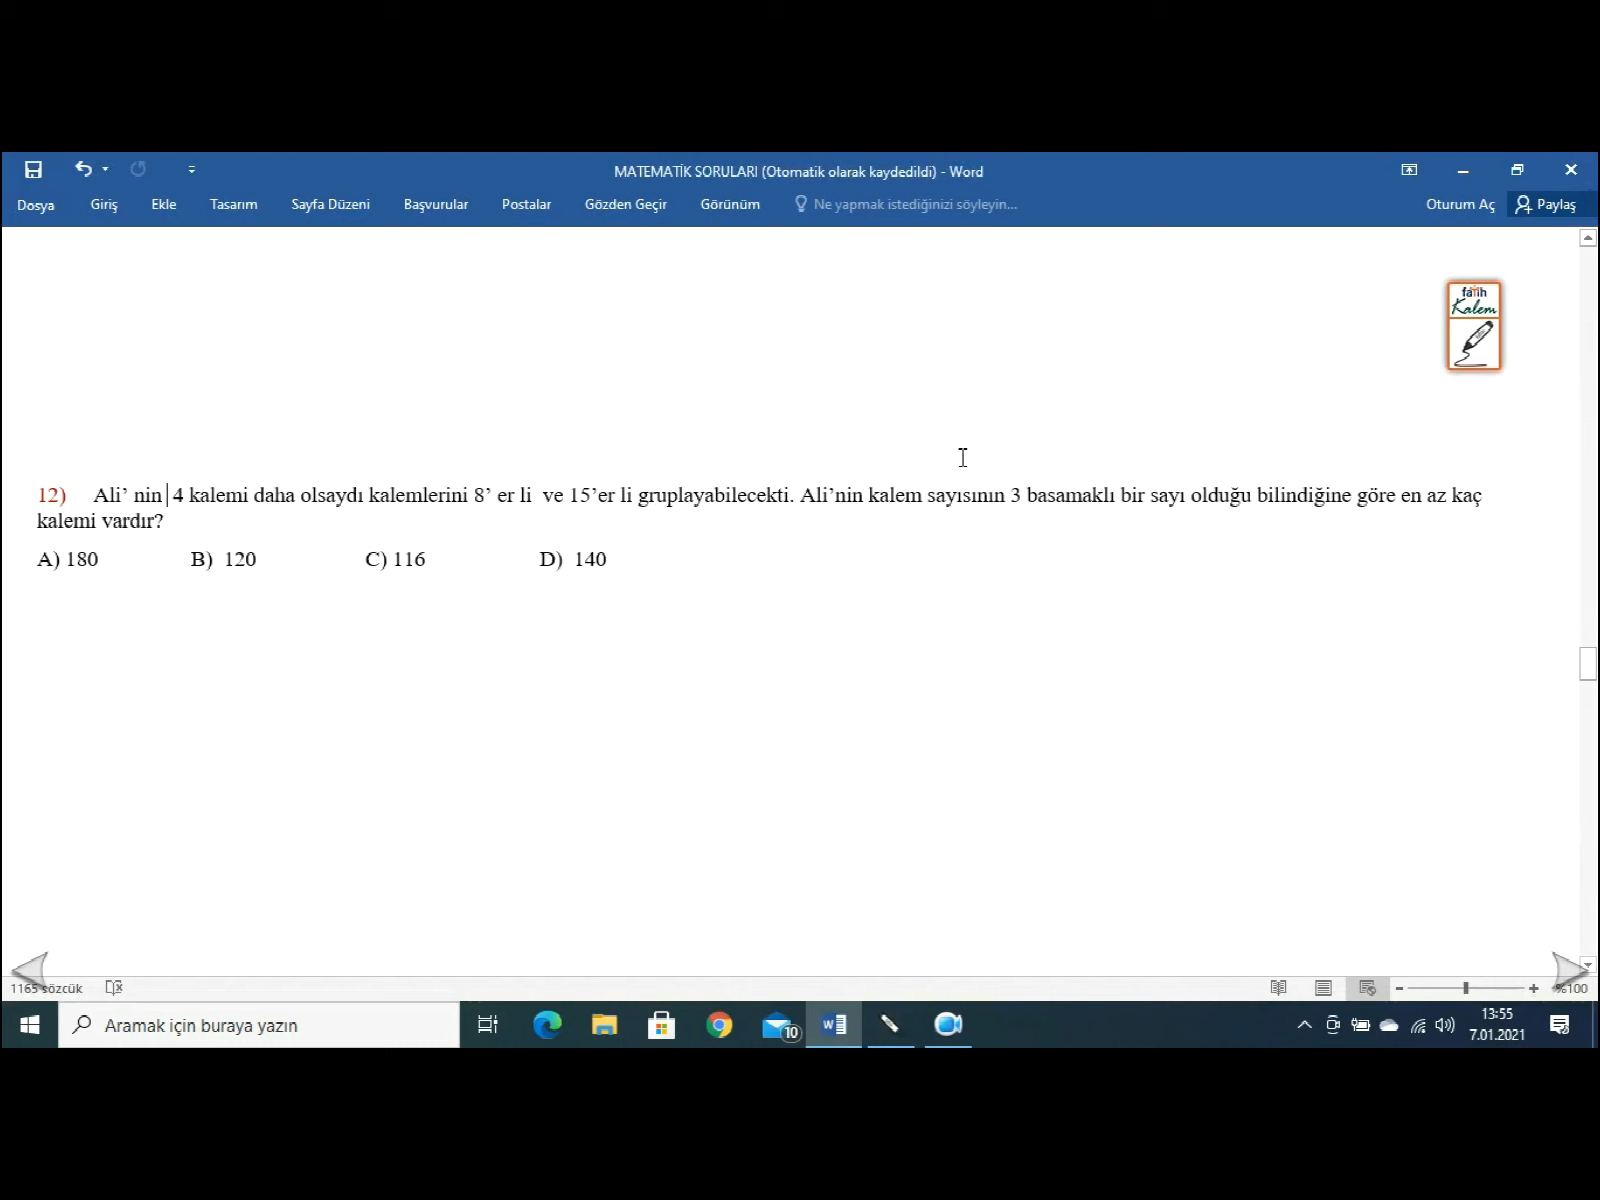 MATEMATİK SORULARI (Otomatik olarak kaydedildi) - Word
Dosya Giriş Ekle Tasarım Sayfa Düzeni Başvurular Postalar Gözden Geçir Görünüm Ne yapmak istediğinizi söyleyin... Oturum Aç Paylaş
fatih
Kalem
12) Ali’ nin 4 kalemi daha olsaydı kalemlerini 8’ er li ve 15’er li gruplayabilecekti. Ali’nin kalem sayısının 3 basamaklı bir sayı olduğu bilindiğine göre en az kaç
kalemi vardır?
A) 180 B) 120 C) 116 D) 140
1165 sözcük %100
Aramak için buraya yazın 10 13:55
7.01.2021